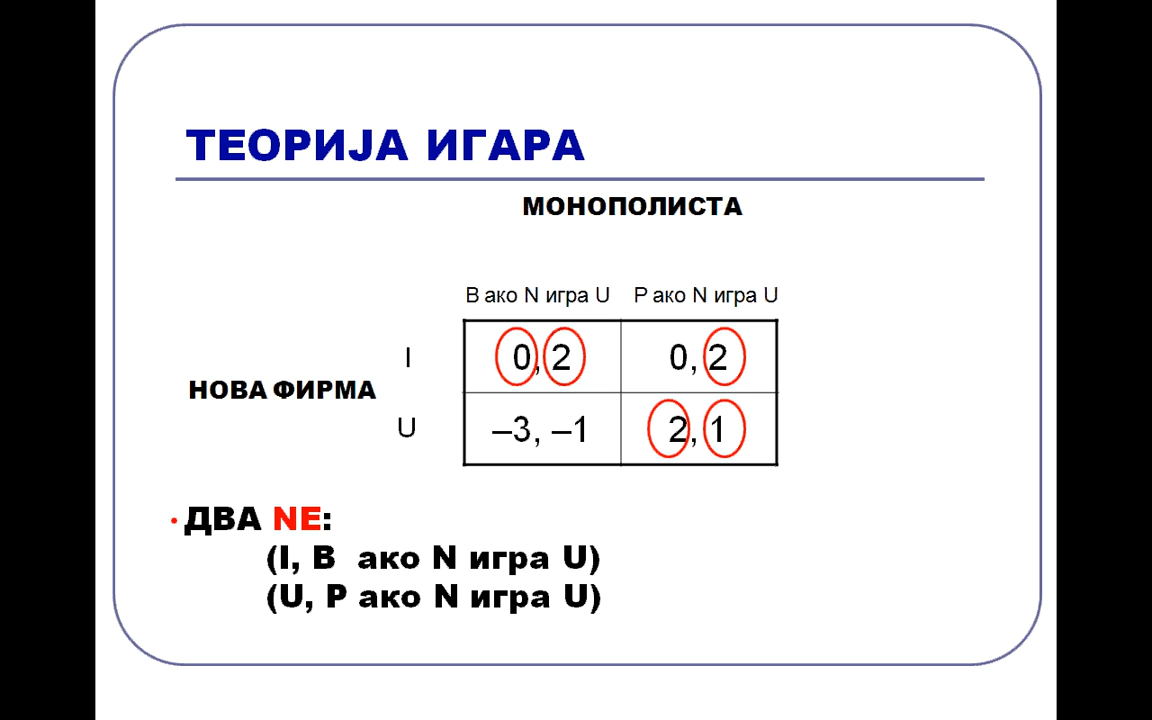 ТЕОРИЈА ИГАРА
МОНОПОЛИСТА
B ако N игра U P ако N игра U
I 0, 2 0, 2
НОВА ФИРМА
U –3, –1 2, 1
• ДВА NE:
(I, B ако N игра U)
(U, P ако N игра U)